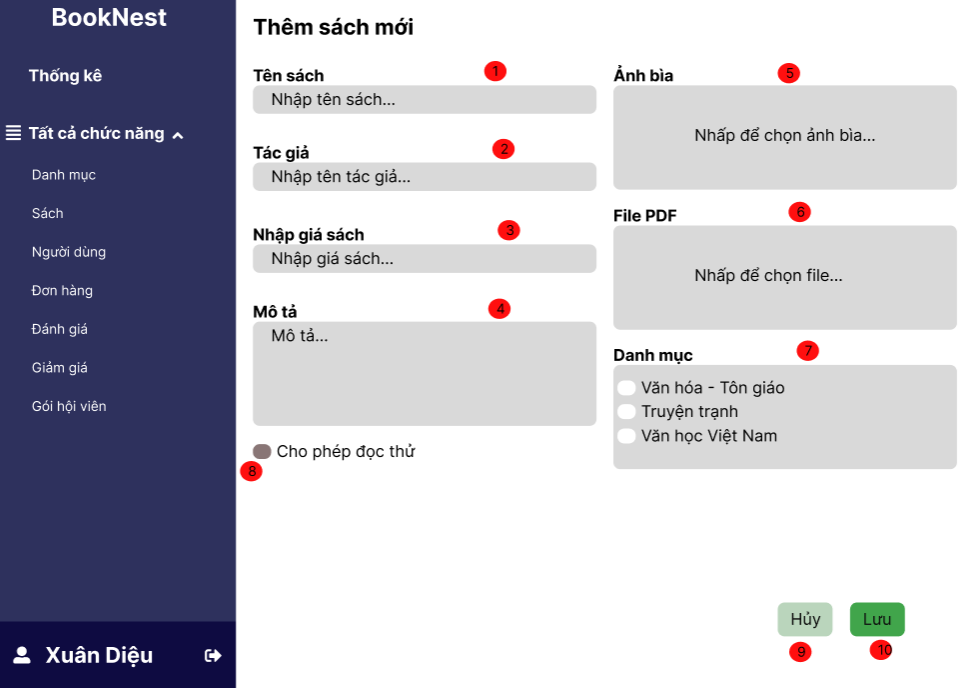 BookNest
Thống kê
Tất cả chức năng
Danh mục
Sách
Người dùng
Đơn hàng
Đánh giá
Giảm giá
Gói hội viên
Xuân Diệu
Thêm sách mới
Tên sách
1
Nhập tên sách...
Tác giả
2
Nhập tên tác giả...
Nhập giá sách
3
Nhập giá sách...
Mô tả
4
Mô tả...
Cho phép đọc thử
8
Ảnh bìa
5
Nhấp để chọn ảnh bìa...
File PDF
6
Nhấp để chọn file...
Danh mục
7
Văn hóa - Tôn giáo
Truyện trạnh
Văn học Việt Nam
Hủy
Lưu
9
10